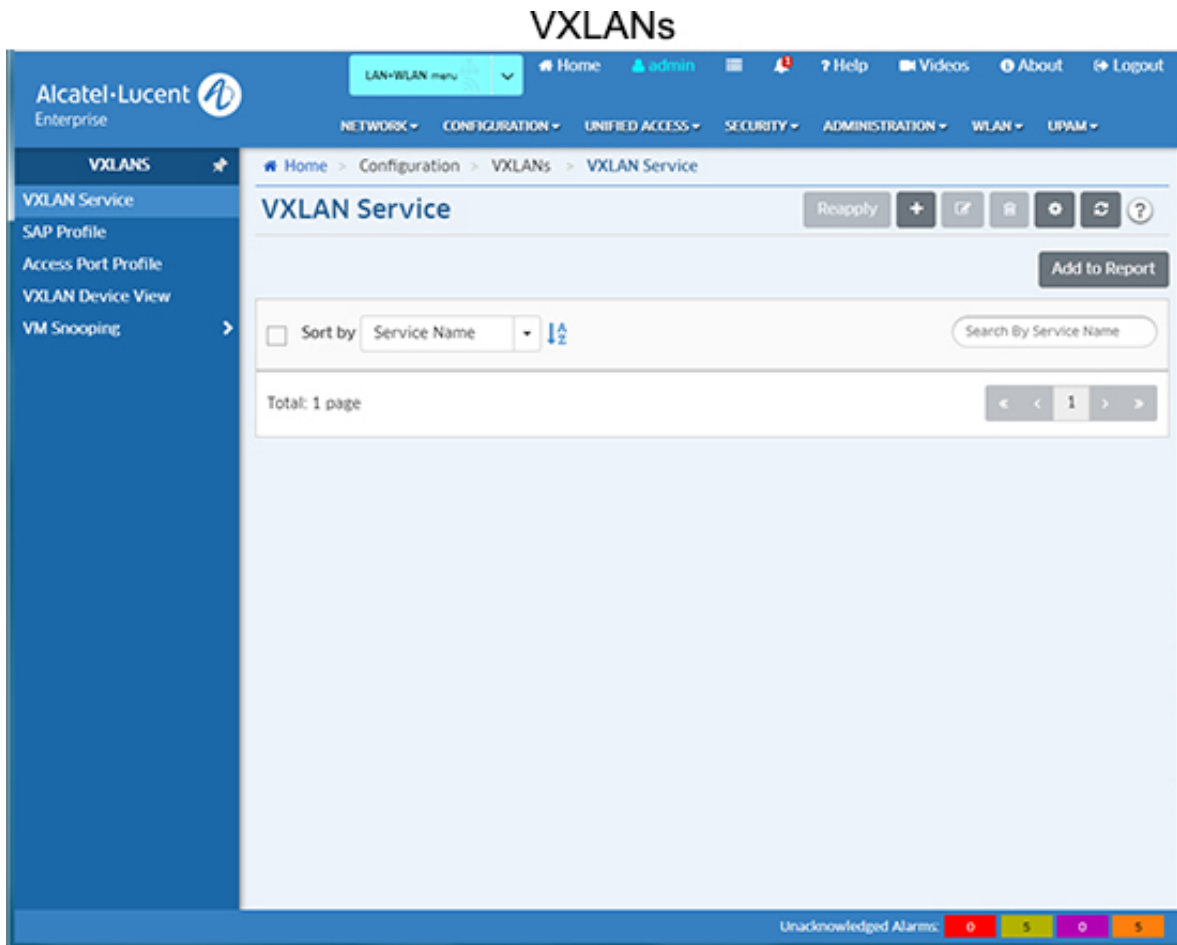 VXLANs
LAN+WLAN menu
Home admin 1 ? Help Videos About Logout
Alcatel·Lucent
Enterprise
NETWORK CONFIGURATION UNIFIED ACCESS SECURITY ADMINISTRATION WLAN UPAM
VXLANS
Home > Configuration > VXLANs > VXLAN Service
VXLAN Service
SAP Profile
Access Port Profile
VXLAN Device View
VM Snooping
VXLAN Service
Reapply
?
Add to Report
Sort by Service Name
Search By Service Name
Total: 1 page
« < 1 > »
Unacknowledged Alarms: 0 5 0 5